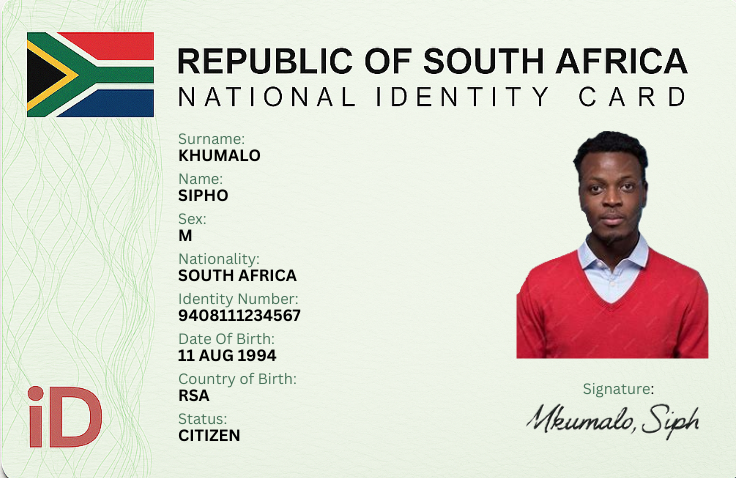 REPUBLIC OF SOUTH AFRICA
NATIONAL IDENTITY CARD
Surname:
KHUMALO
Name:
SIPHO
Sex:
M
Nationality:
SOUTH AFRICA
Identity Number:
9408111234567
Date Of Birth:
11 AUG 1994
Country of Birth:
RSA
Status:
CITIZEN
iD
Signature:
Mkumalo, Siph